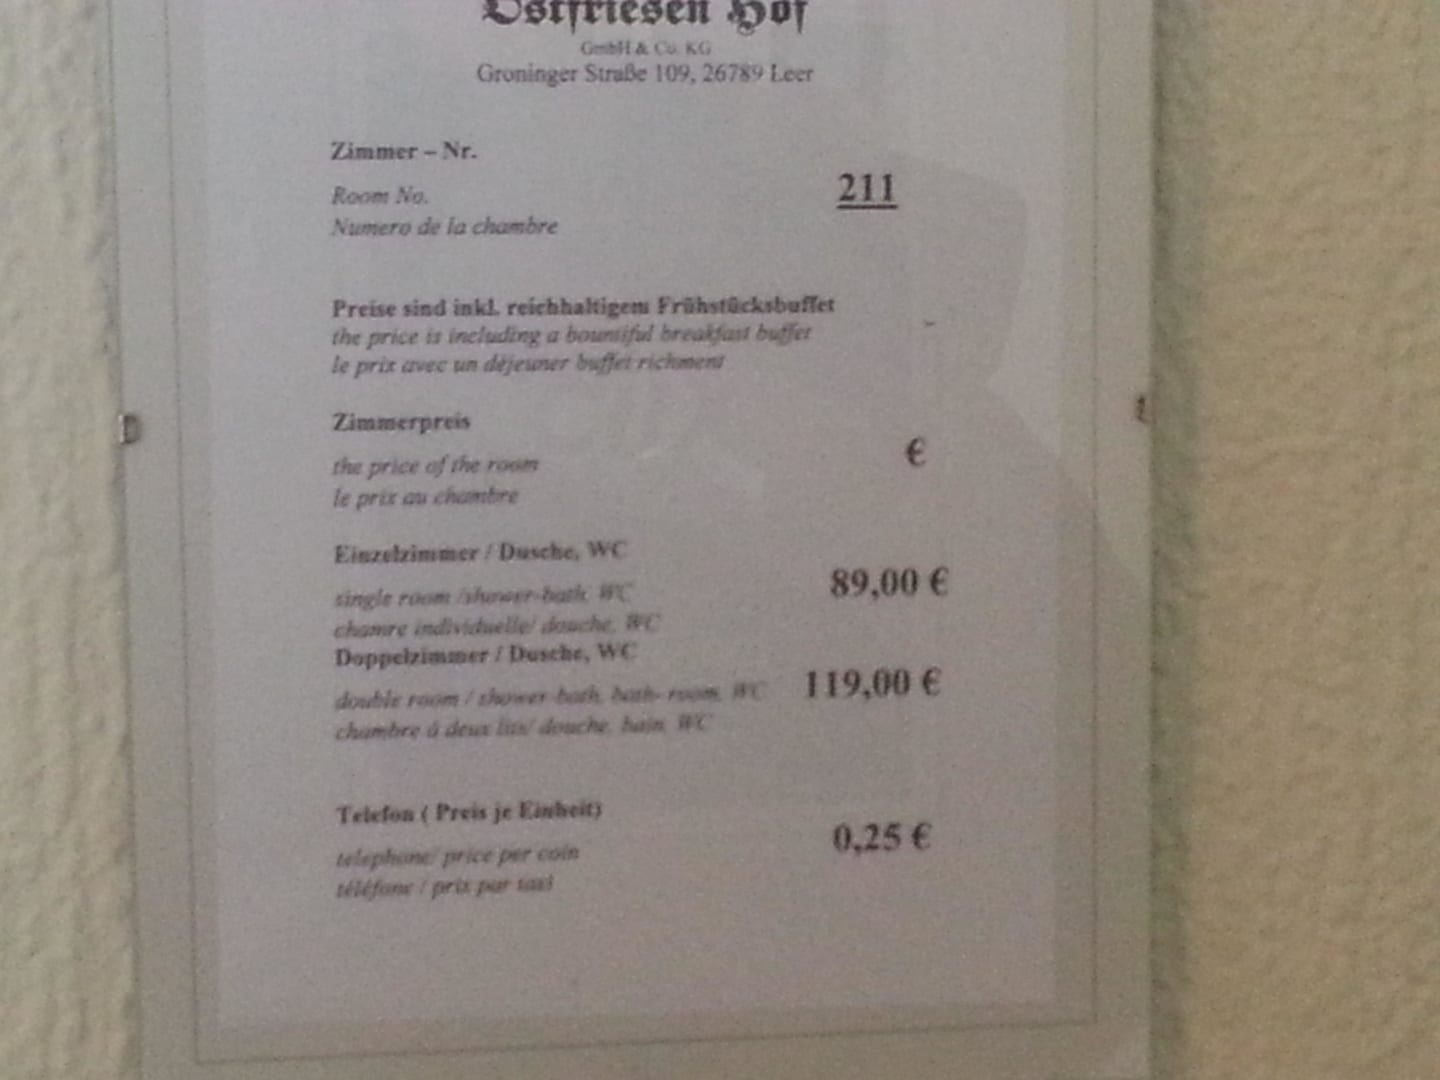 Ostfriesen Hof
GmbH & Co. KG
Groninger Straße 109, 26789 Leer
Zimmer – Nr.
Room No.
211
Numero de la chambre
Preise sind inkl. reichhaltigem Frühstücksbuffet
the price is including a bountiful breakfast buffet
le prix avec un déjeuner buffet richment
Zimmerpreis
the price of the room
€
le prix au chambre
Einzelzimmer / Dusche, WC
single room /shower-bath, WC
89,00 €
chamre individuelle/ douche, WC
Doppelzimmer / Dusche, WC
double room / shower-bath, bath- room, WC
119,00 €
chambre á deux lits/ douche, bain, WC
Telefon ( Preis je Einheit)
telephone/ price per coin
0,25 €
téléfone / prix par taxi